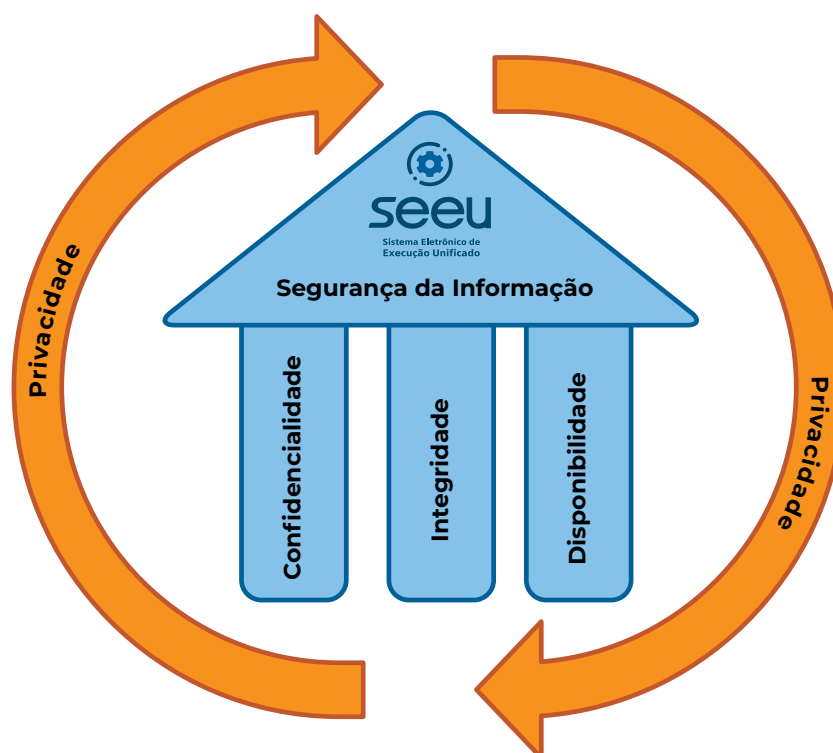 seeu
Sistema Eletrônico de
Execução Unificado
Segurança da Informação
Privacidade
Confidencialidade
Integridade
Disponibilidade
Privacidade